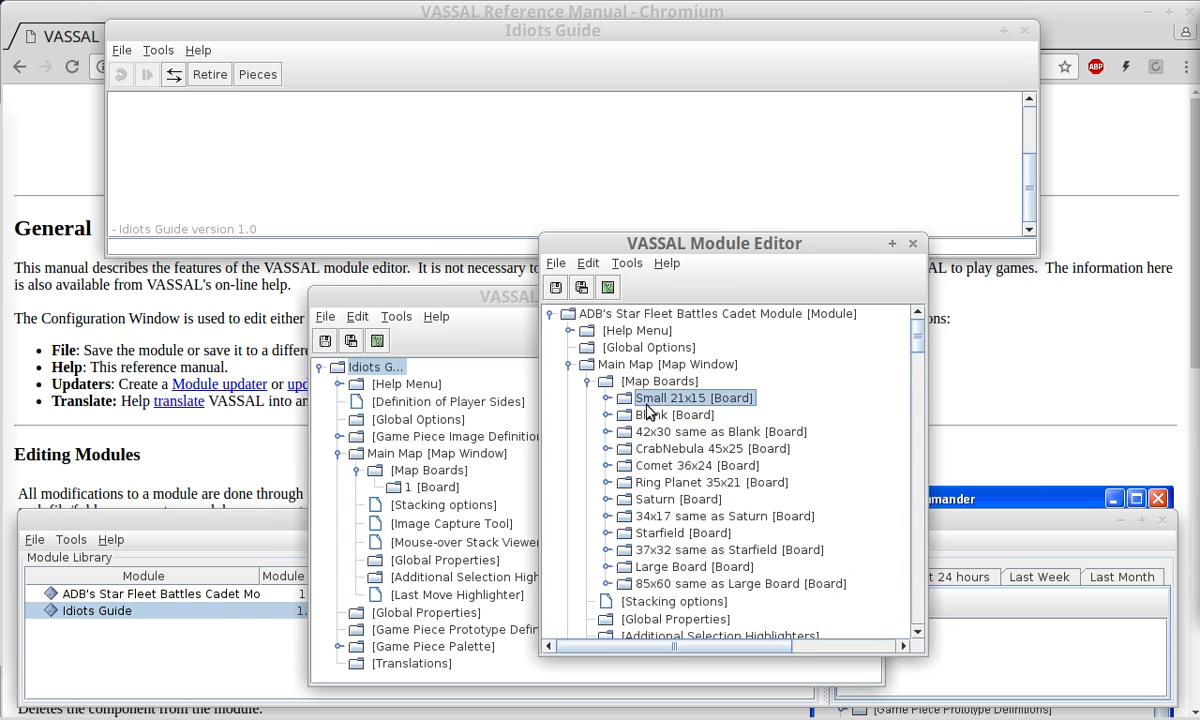 VASSAL Reference Manual - Chromium
VASSAL
Idiots Guide
File Tools Help
Retire Pieces
- Idiots Guide version 1.0
ABP
General
This manual describes the features of the VASSAL module editor. It is not necessary to
AL to play games. The information here
is also available from VASSAL's on-line help.
The Configuration Window is used to edit either
ons:
File: Save the module or save it to a differe
Help: This reference manual.
Updaters: Create a Module updater or upd
Translate: Help translate VASSAL into an
Editing Modules
All modifications to a module are done through
VASSAL
File Edit Tools Help
Idiots G...
[Help Menu]
[Definition of Player Sides]
[Global Options]
[Game Piece Image Definitio
Main Map [Map Window]
[Map Boards]
1 [Board]
[Stacking options]
[Image Capture Tool]
[Mouse-over Stack Viewer
[Global Properties]
[Additional Selection High
[Last Move Highlighter]
[Global Properties]
[Game Piece Prototype Defin
[Game Piece Palette]
[Translations]
VASSAL Module Editor
File Edit Tools Help
ADB's Star Fleet Battles Cadet Module [Module]
[Help Menu]
[Global Options]
Main Map [Map Window]
[Map Boards]
Small 21x15 [Board]
Blank [Board]
42x30 same as Blank [Board]
CrabNebula 45x25 [Board]
Comet 36x24 [Board]
Ring Planet 35x21 [Board]
Saturn [Board]
34x17 same as Saturn [Board]
Starfield [Board]
37x32 same as Starfield [Board]
Large Board [Board]
85x60 same as Large Board [Board]
[Stacking options]
[Global Properties]
[Additional Selection Highlighters]
mmander
File Tools Help
Module Library
Module Module
ADB's Star Fleet Battles Cadet Mo 1
Idiots Guide 1.
t 24 hours Last Week Last Month
Deletes the component from the module.
[Game Piece Prototype Definitions]